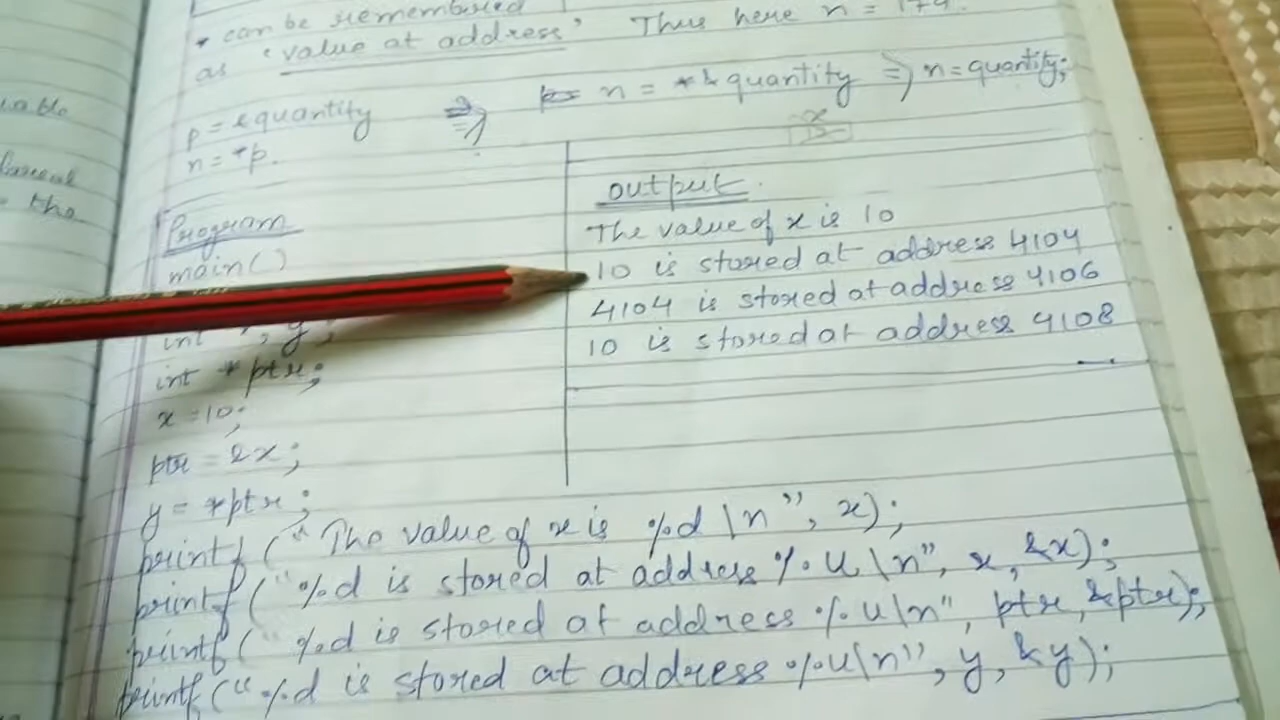 * can be remembered
as 'value at address' Thus here n = 179.
p = &quantity ⇒ n = *&quantity ⇒ n = quantity;
n = *p.
Program
main()
int , y;
int *ptr;
x = 10;
ptr = &x;
y = *ptr;
output
The value of x is 10
10 is stored at address 4104
4104 is stored at address 4106
10 is stored at address 4108
printf ("The value of x is %d \n", x);
printf ("%d is stored at address %u \n", x, &x);
printf (" %d is stored at address %u\n", ptr, &ptr);
printf ("%d is stored at address %u\n", y, &y);